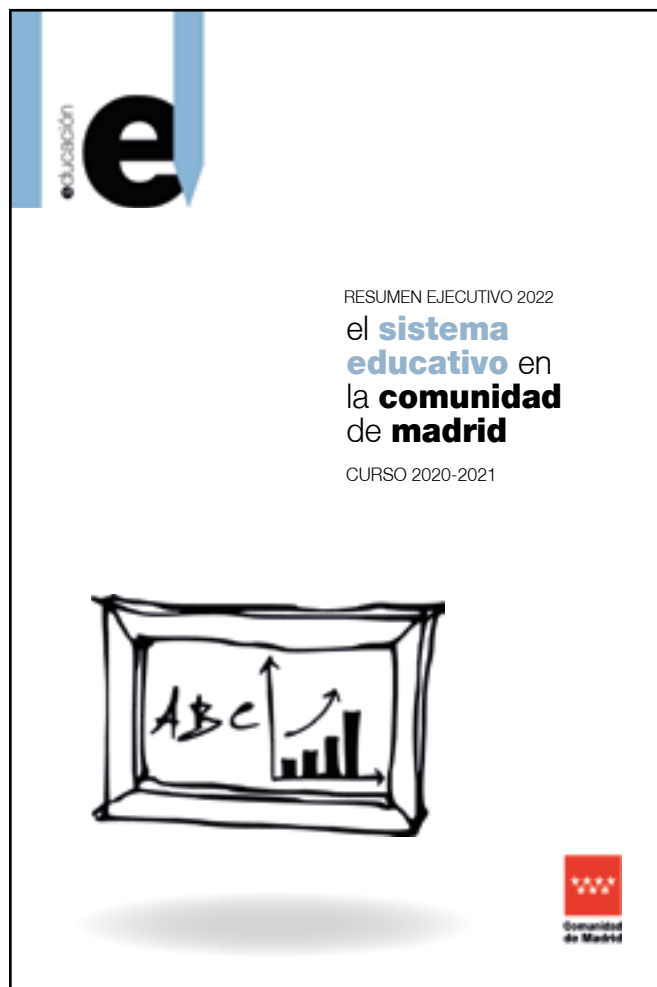 educación
e
RESUMEN EJECUTIVO 2022
el sistema
educativo en
la comunidad
de madrid
CURSO 2020-2021
ABC
Comunidad
de Madrid